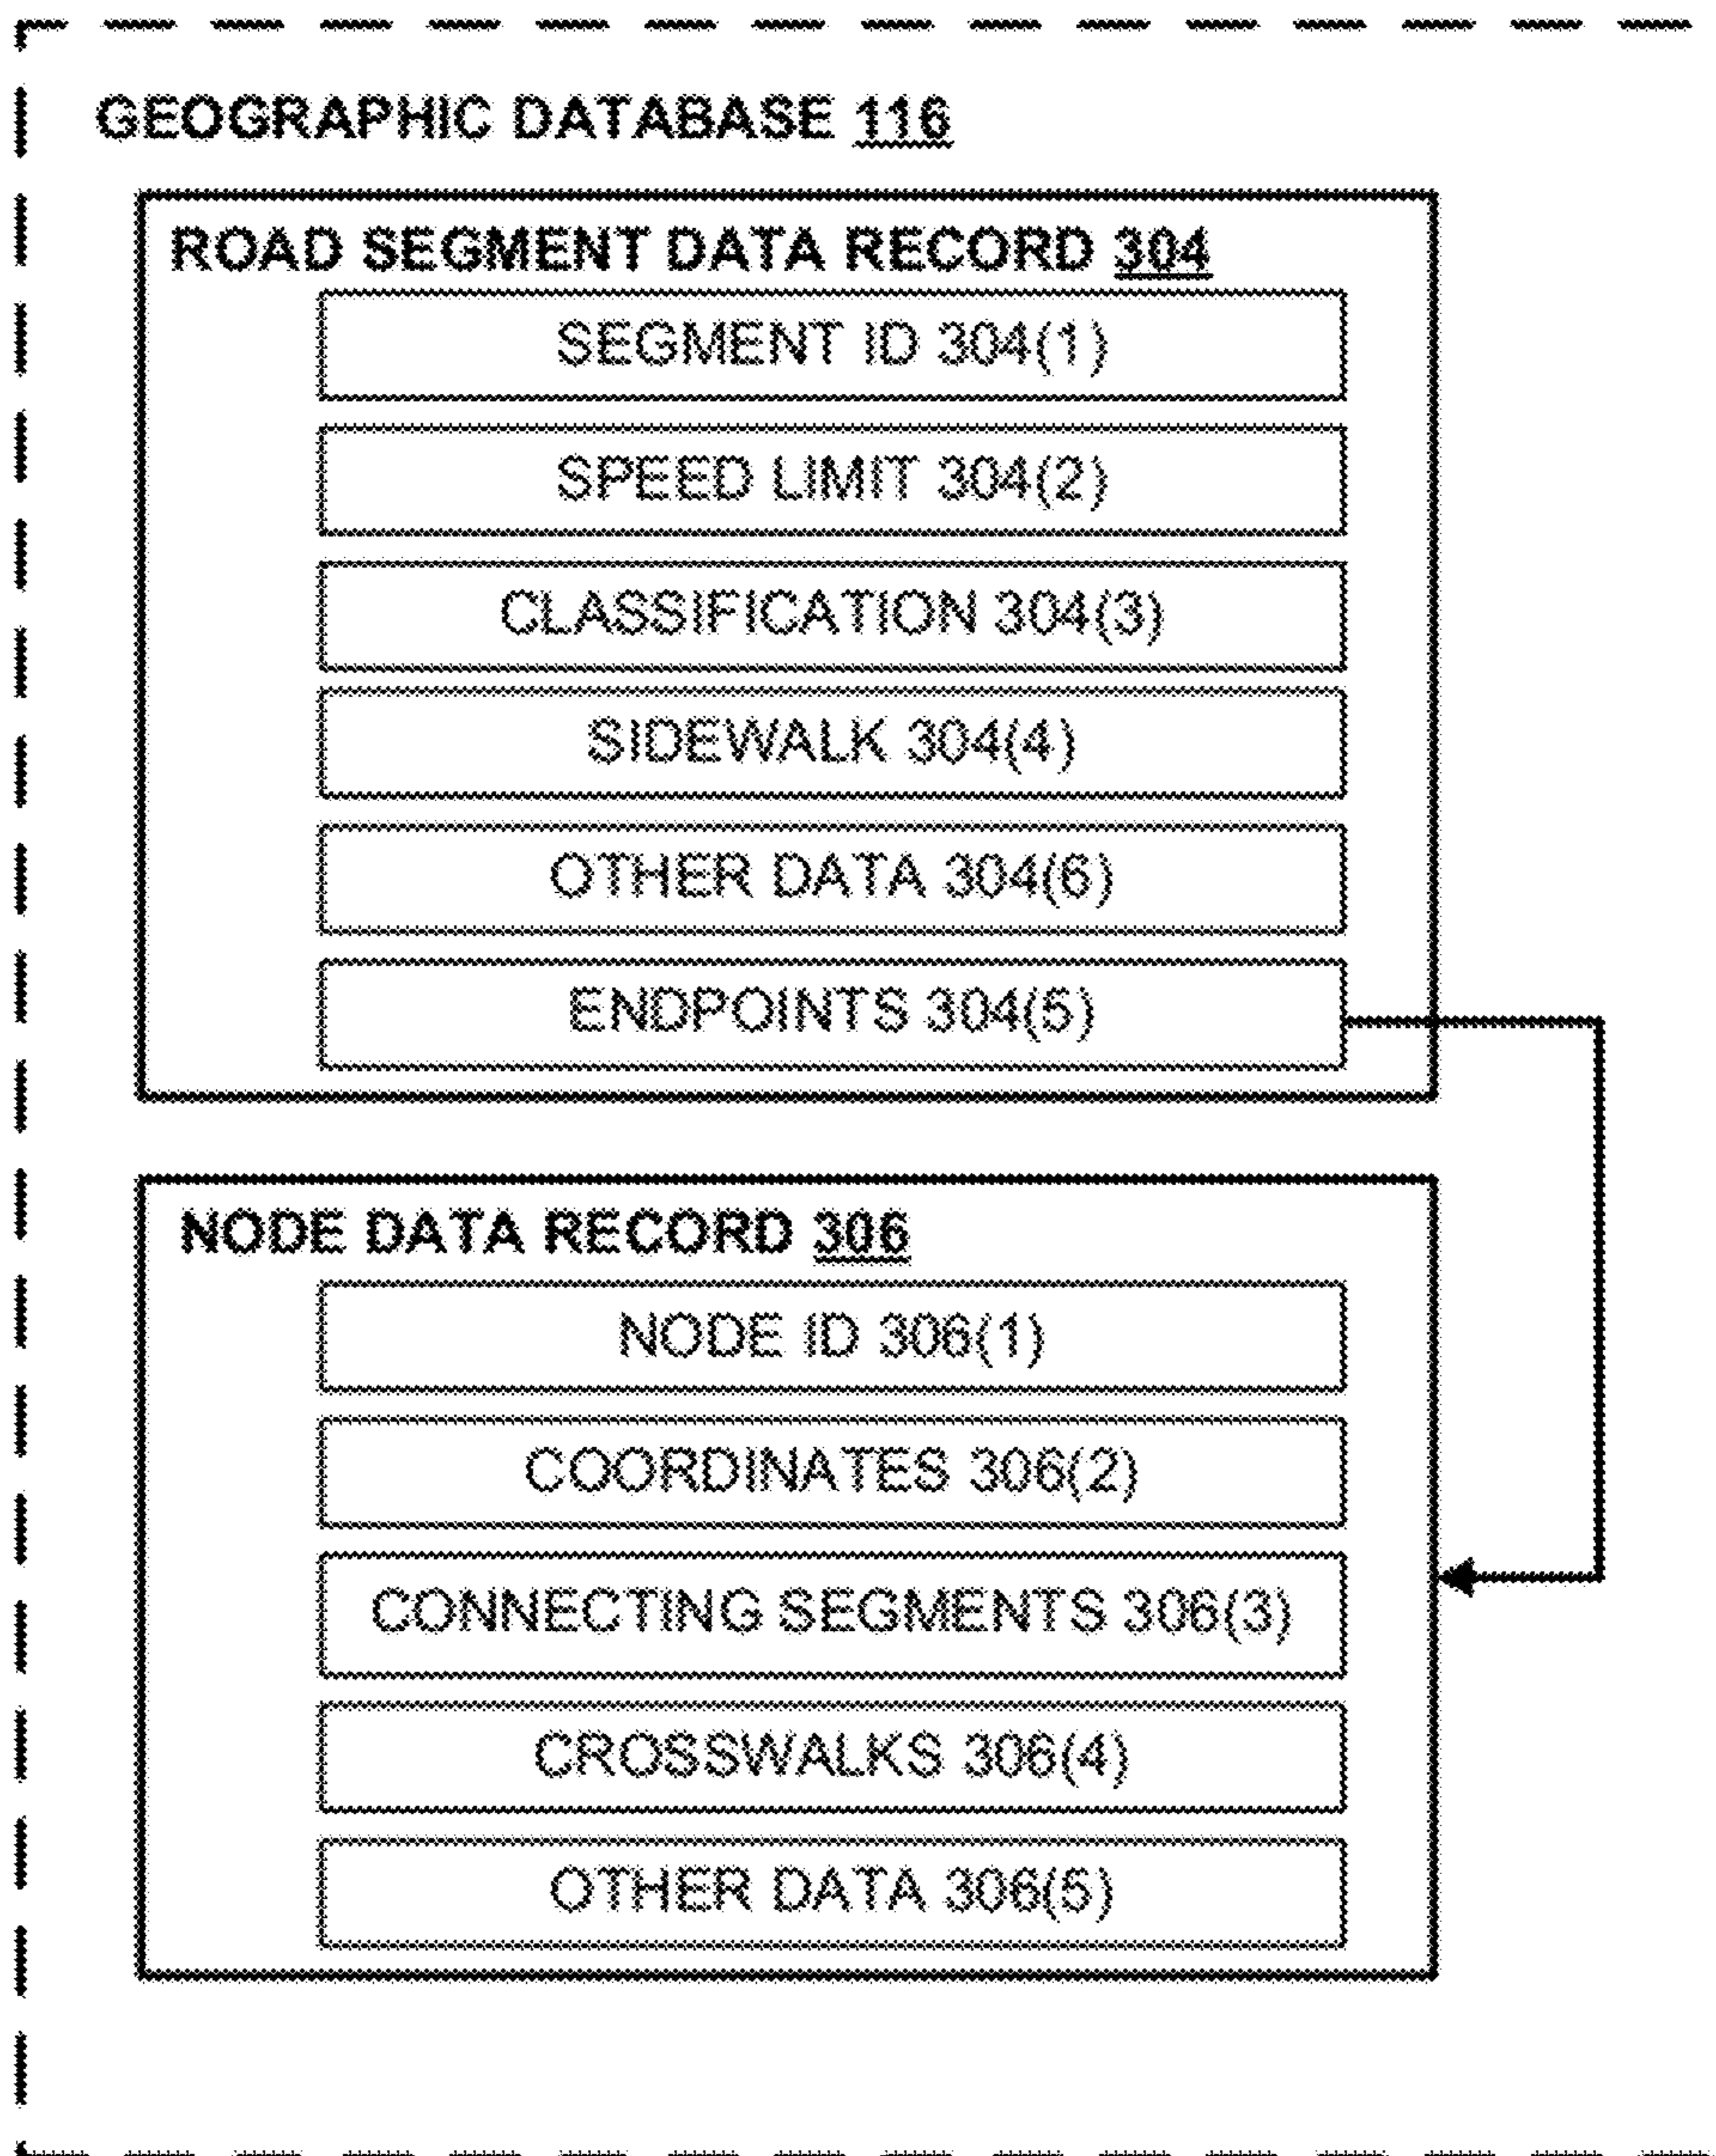 GEOGRAPHIC DATABASE 116
ROAD SEGMENT DATA RECORD 304
SEGMENT ID 304(1)
SPEED LIMIT 304(2)
CLASSIFICATION 304(3)
SIDEWALK 304(4)
OTHER DATA 304(6)
ENDPOINTS 304(5)
NODE DATA RECORD 306
NODE ID 306(1)
COORDINATES 306(2)
CONNECTING SEGMENTS 306(3)
CROSSWALKS 306(4)
OTHER DATA 306(5)